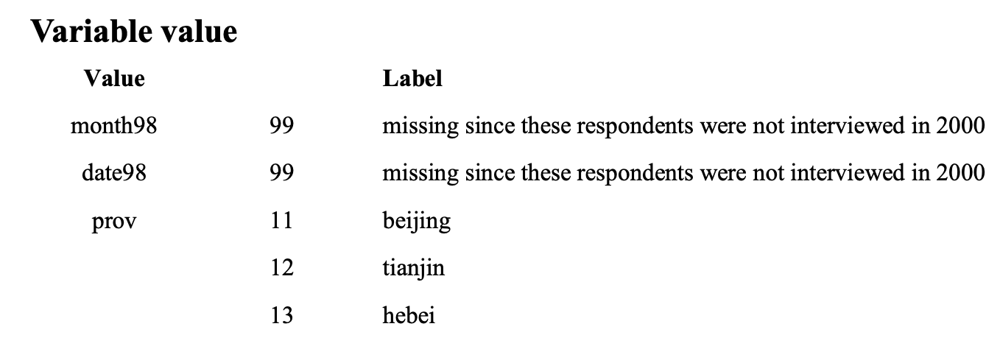 Variable value
Value Label
month98 99 missing since these respondents were not interviewed in 2000
date98 99 missing since these respondents were not interviewed in 2000
prov 11 beijing
12 tianjin
13 hebei